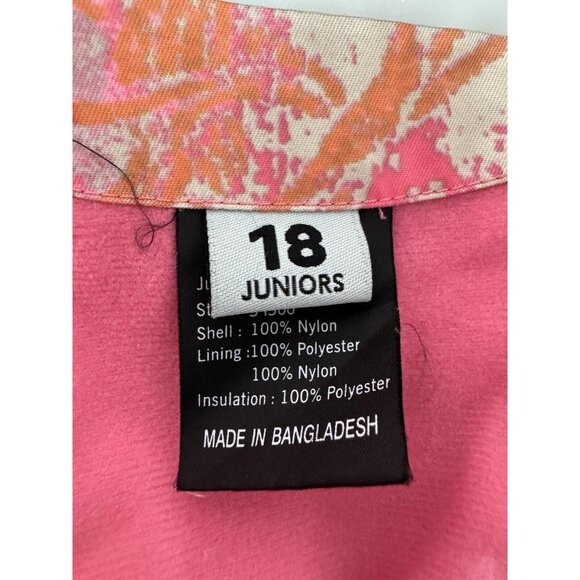 18
JUNIORS
Shell : 100% Nylon
Lining :100% Polyester
100% Nylon
Insulation : 100% Polyester
MADE IN BANGLADESH